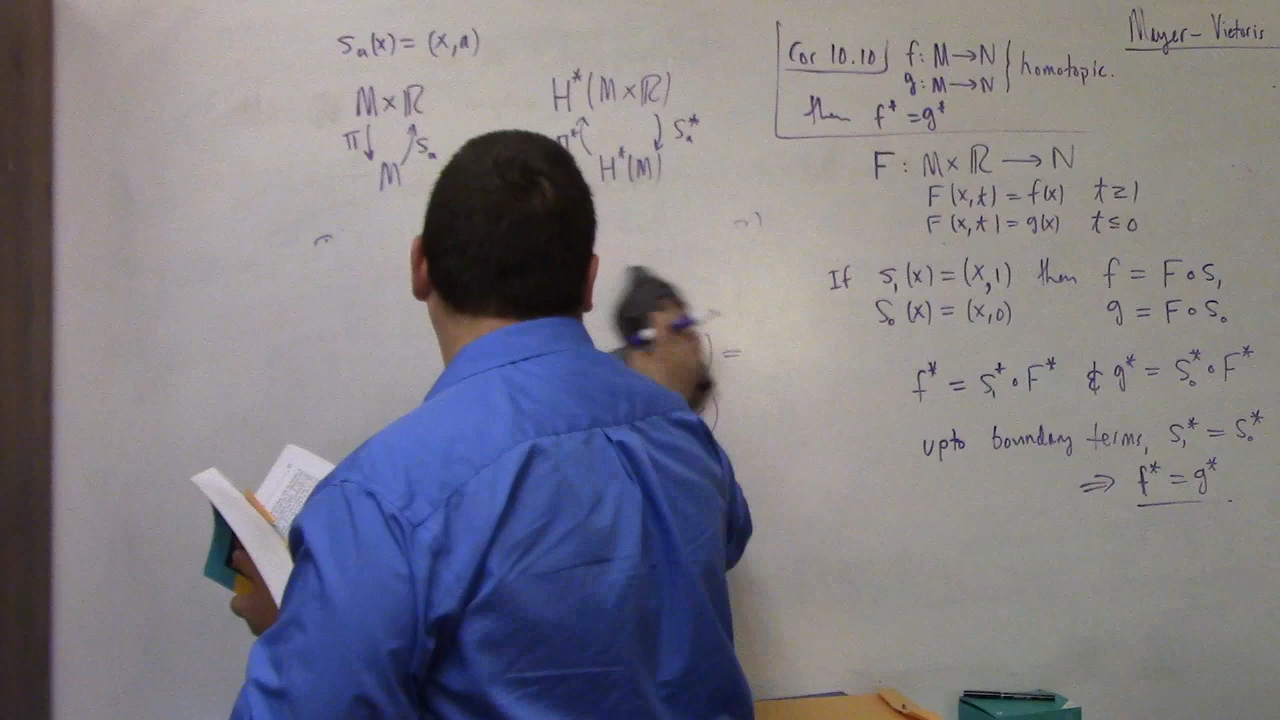 sₐ(x) = (x, a)
M × ℝ
π ↓ ↑ sₐ
M
H*(M × ℝ)
π* ↑ ↓ sₐ*
H*(M)
=
Mayer-Vietoris
Cor 10.10 f: M → N
g: M → N } homotopic.
then f* = g*
F : M × ℝ → N
F(x,t) = f(x) t ≥ 1
F(x,t) = g(x) t ≤ 0
If s₁(x) = (x,1) then f = F∘s₁
s₀(x) = (x,0) g = F∘s₀
f* = s₁*∘F* & g* = s₀*∘F*
upto boundary terms, s₁* = s₀*
⇒ f* = g*.